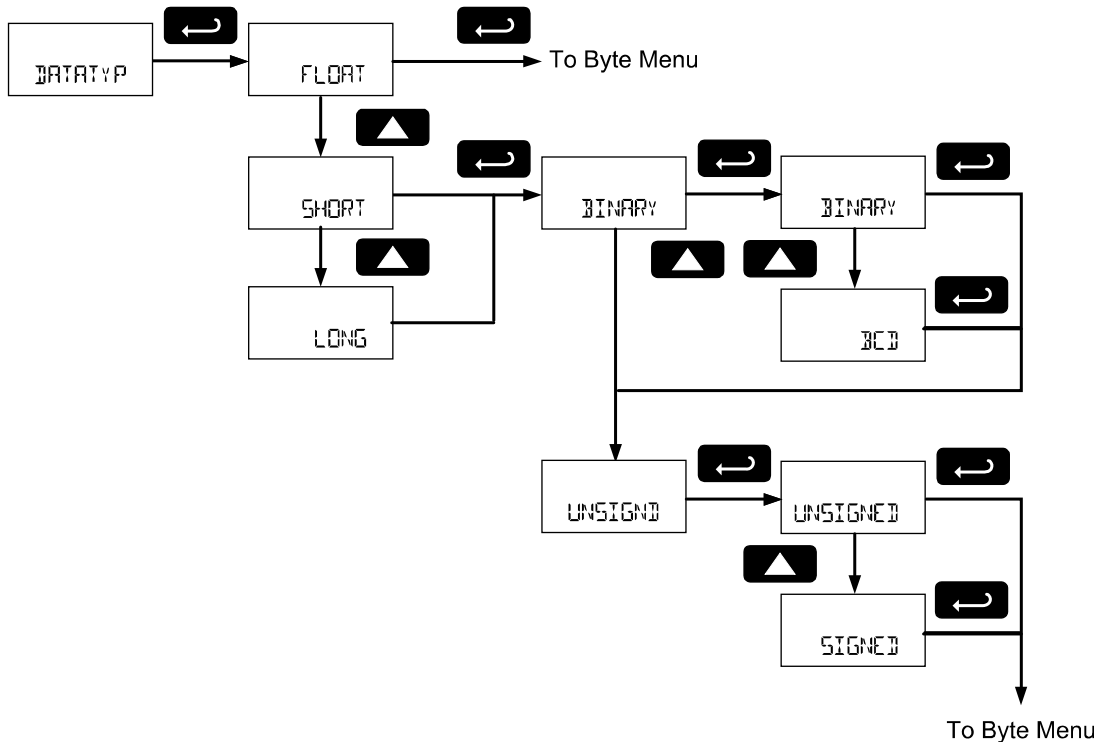 DATATYP
FLOAT
To Byte Menu
SHORT
BINARY
BINARY
LONG
BCD
UNSIGND
UNSIGNED
SIGNED
To Byte Menu